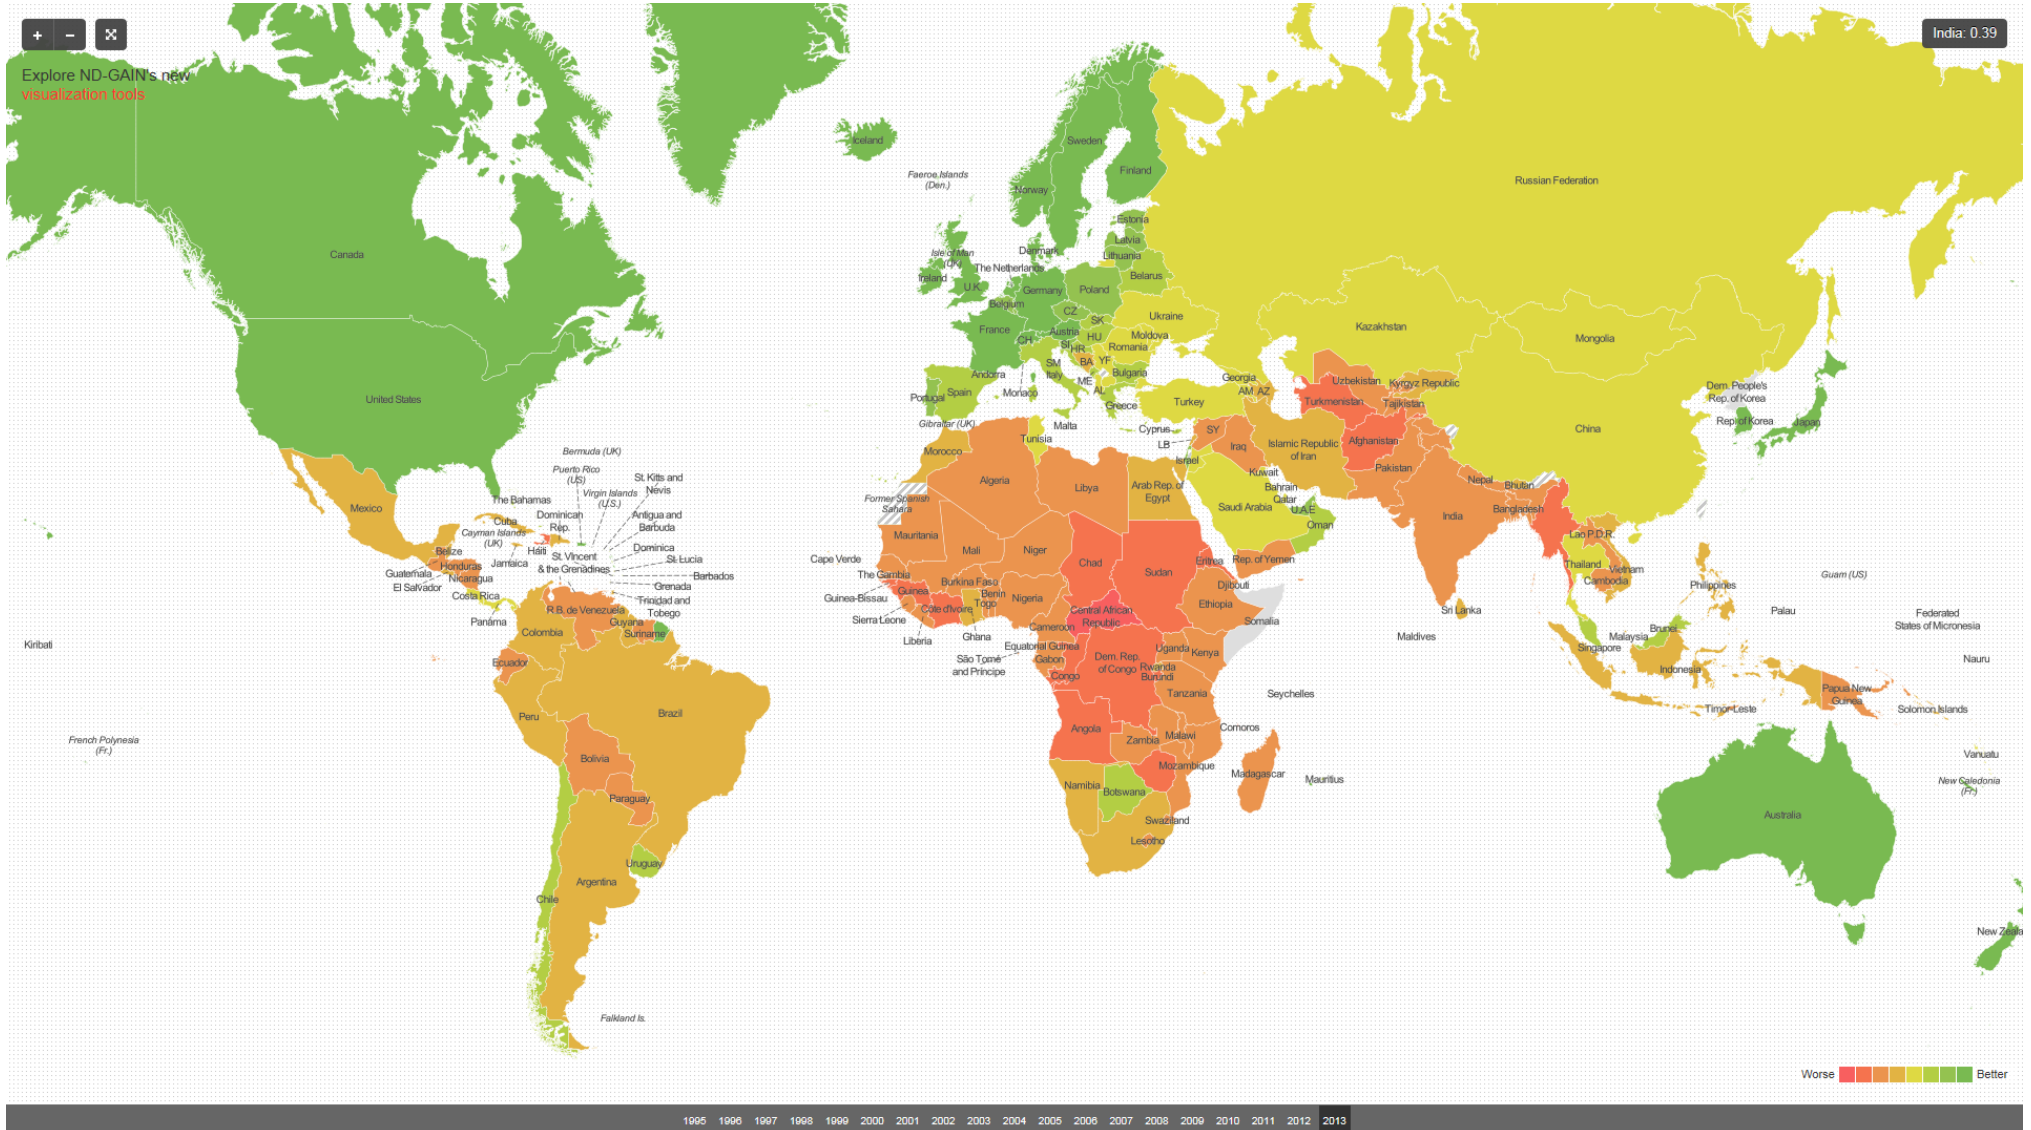 + −
India: 0.39
Explore ND-GAIN's new
visualization tools
Iceland
Sweden
Finland
Norway
Faeroe Islands
(Den.)
Russian Federation
Canada
Estonia
Latvia
Lithuania
Denmark
Isle of Man
(UK)
The Netherlands
Ireland
U.K.
Belarus
Germany
Poland
Belgium
CZ
Ukraine
SK
France
Austria
Moldova
CH
HU
SI
HR
Romania
Kazakhstan
Mongolia
BA
YF
SM
Italy
Bulgaria
Andorra
ME
AL
Georgia
Uzbekistan
Kyrgyz Republic
Dem. People's
Rep. of Korea
United States
Portugal
Spain
Monaco
Greece
Turkey
AM
AZ
Turkmenistan
Tajikistan
Rep. of Korea
Japan
Gibraltar (UK)
Malta
Cyprus
SY
China
Tunisia
LB
Iraq
Islamic Republic
of Iran
Afghanistan
Bermuda (UK)
Morocco
Israel
Puerto Rico
(US)
St. Kitts and
Nevis
Algeria
Libya
Arab Rep. of
Egypt
Kuwait
Bahrain
Qatar
U.A.E
Pakistan
Nepal
Bhutan
Virgin Islands
(U.S.)
The Bahamas
Mexico
Former Spanish
Sahara
Saudi Arabia
Oman
India
Bangladesh
Cuba
Dominican
Rep.
Antigua and
Barbuda
Cayman Islands
(UK)
Mauritania
Lao P.D.R.
Belize
Haiti
Jamaica
St. Vincent
& the Grenadines
Dominica
St. Lucia
Mali
Niger
Cape Verde
Chad
Sudan
Eritrea
Rep. of Yemen
Thailand
Vietnam
Guatemala
Honduras
Nicaragua
El Salvador
Barbados
Grenada
The Gambia
Burkina Faso
Djibouti
Cambodia
Philippines
Guam (US)
Costa Rica
Trinidad and
Tobego
Guinea-Bissau
Guinea
Benin
Togo
Nigeria
Ethiopia
R.B. de Venezuela
Panama
Guyana
Suriname
Sierra Leone
Côte d'Ivoire
Central African
Republic
Somalia
Sri Lanka
Palau
Federated
States of Micronesia
Colombia
Liberia
Ghana
Cameroon
Maldives
Malaysia
Brunei
Singapore
Kiribati
Equatorial Guinea
Gabon
Uganda
Kenya
Ecuador
São Tomé
and Príncipe
Dem. Rep.
of Congo
Rwanda
Burundi
Congo
Indonesia
Nauru
Tanzania
Seychelles
Papua New
Guinea
Peru
Brazil
Timor-Leste
Solomon Islands
Angola
Zambia
Malawi
Comoros
French Polynesia
(Fr.)
Bolivia
Mozambique
Madagascar
Mauritius
Vanuatu
Namibia
Botswana
New Caledonia
(Fr.)
Paraguay
Swaziland
Australia
Lesotho
Uruguay
Argentina
Chile
New Zeala
Falkland Is.
Worse
Better
1995 1996 1997 1998 1999 2000 2001 2002 2003 2004 2005 2006 2007 2008 2009 2010 2011 2012 2013